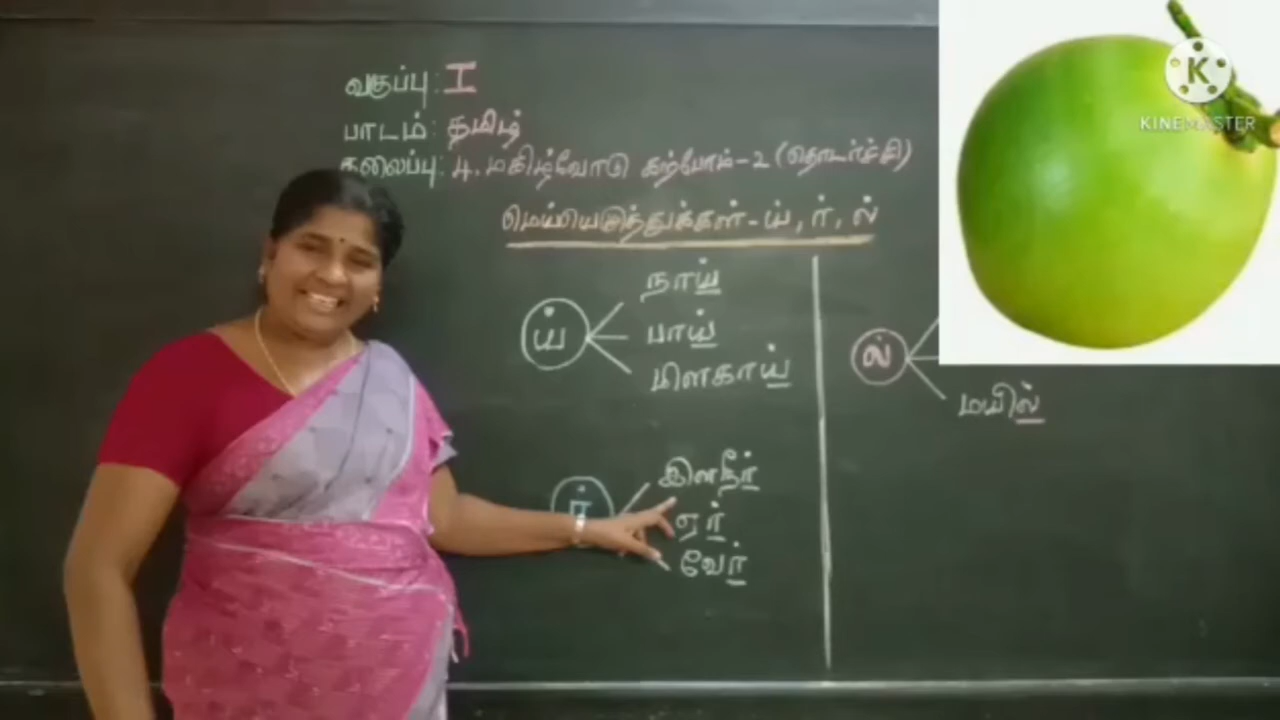 வகுப்பு: I
பாடம்: தமிழ்
தலைப்பு: 4. மகிழ்வோடு கற்போம்-2 (தொடர்ச்சி)
மெய்யெழுத்துக்கள்-ய், ர், ல்
ய்
நாய்
பாய்
மிளகாய்
ர்
இளநீர்
ஏர்
வேர்
ல்
மயில்
K
KINEMASTER